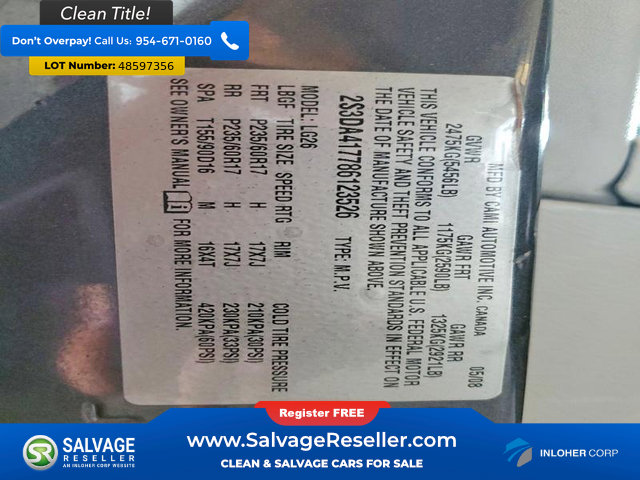 Clean Title!
Don't Overpay! Call Us: 954-671-0160
LOT Number: 48597356
MFD BY CAMI AUTOMOTIVE INC. CANADA 05/08
GVWR GAWR FRT GAWR RR
2475KG(5456LB) 1175KG(2590LB) 1325KG(2921LB)
THIS VEHICLE CONFORMS TO ALL APPLICABLE U.S. FEDERAL MOTOR
VEHICLE SAFETY AND THEFT PREVENTION STANDARDS IN EFFECT ON
THE DATE OF MANUFACTURE SHOWN ABOVE.
2S3DA417786123526 TYPE: M.P.V.
MODEL: LG26
LBGF TIRE SIZE SPEED RTG RIM COLD TIRE PRESSURE
FRT P235/60R17 H 17X7J 210KPA(30PSI)
RR P235/60R17 H 17X7J 230KPA(33PSI)
SPA T155/90D16 M 16X4T 420KPA(60PSI)
SEE OWNER'S MANUAL FOR MORE INFORMATION.
Register FREE
SALVAGE
RESELLER
AN INLOHER CORP WEBSITE
www.SalvageReseller.com
CLEAN & SALVAGE CARS FOR SALE
INLOHER CORP